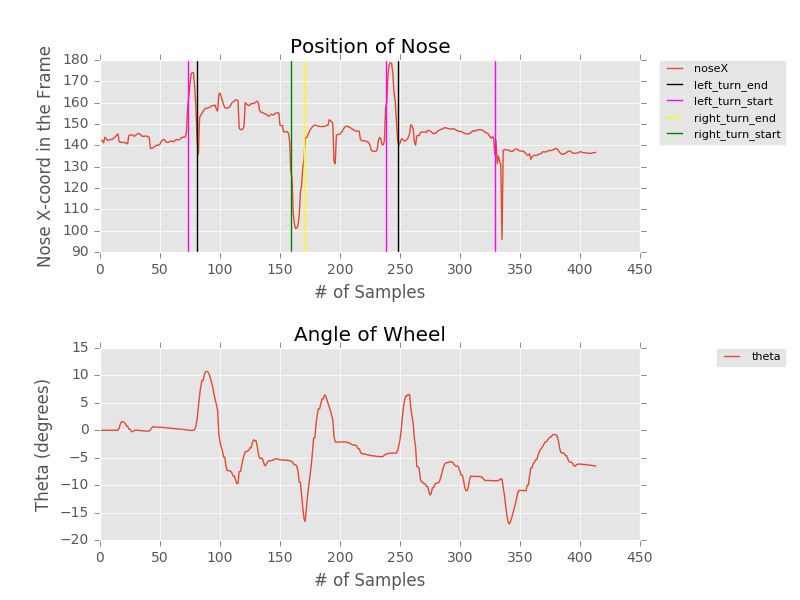 Position of Nose
Nose X-coord in the Frame
180
170
160
150
140
130
120
110
100
90
0 50 100 150 200 250 300 350 400 450
# of Samples
noseX
left_turn_end
left_turn_start
right_turn_end
right_turn_start
Angle of Wheel
Theta (degrees)
15
10
5
0
−5
−10
−15
−20
0 50 100 150 200 250 300 350 400 450
# of Samples
theta